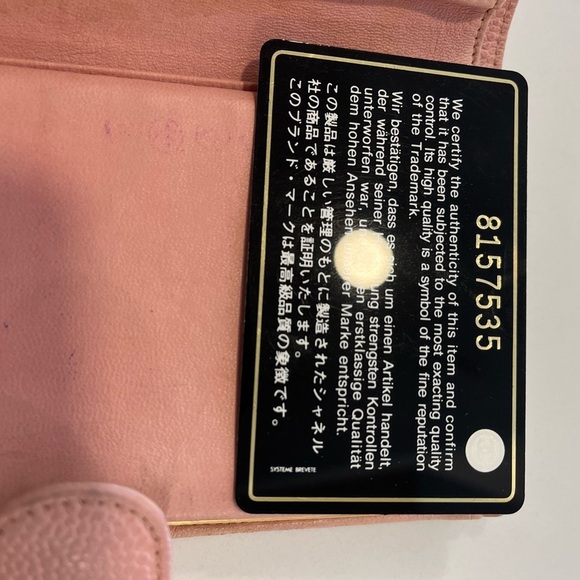 8157535
We certify the authenticity of this item and confirm
that it has been subjected to the most exacting quality
control. Its high quality is a symbol of the fine reputation
of the Trademark.
Wir bestätigen, dass es sich um einen Artikel handelt,
der während seiner strengsten Kontrollen
unterworfen war, erstklassige Qualität
dem hohen Ansehen der Marke entspricht.
この製品は厳しい管理のもとに製造されたシャネル
社の商品であることを証明いたします。
このブランド・マークは最高級品質の象徴です。
SYSTEME BREVETE